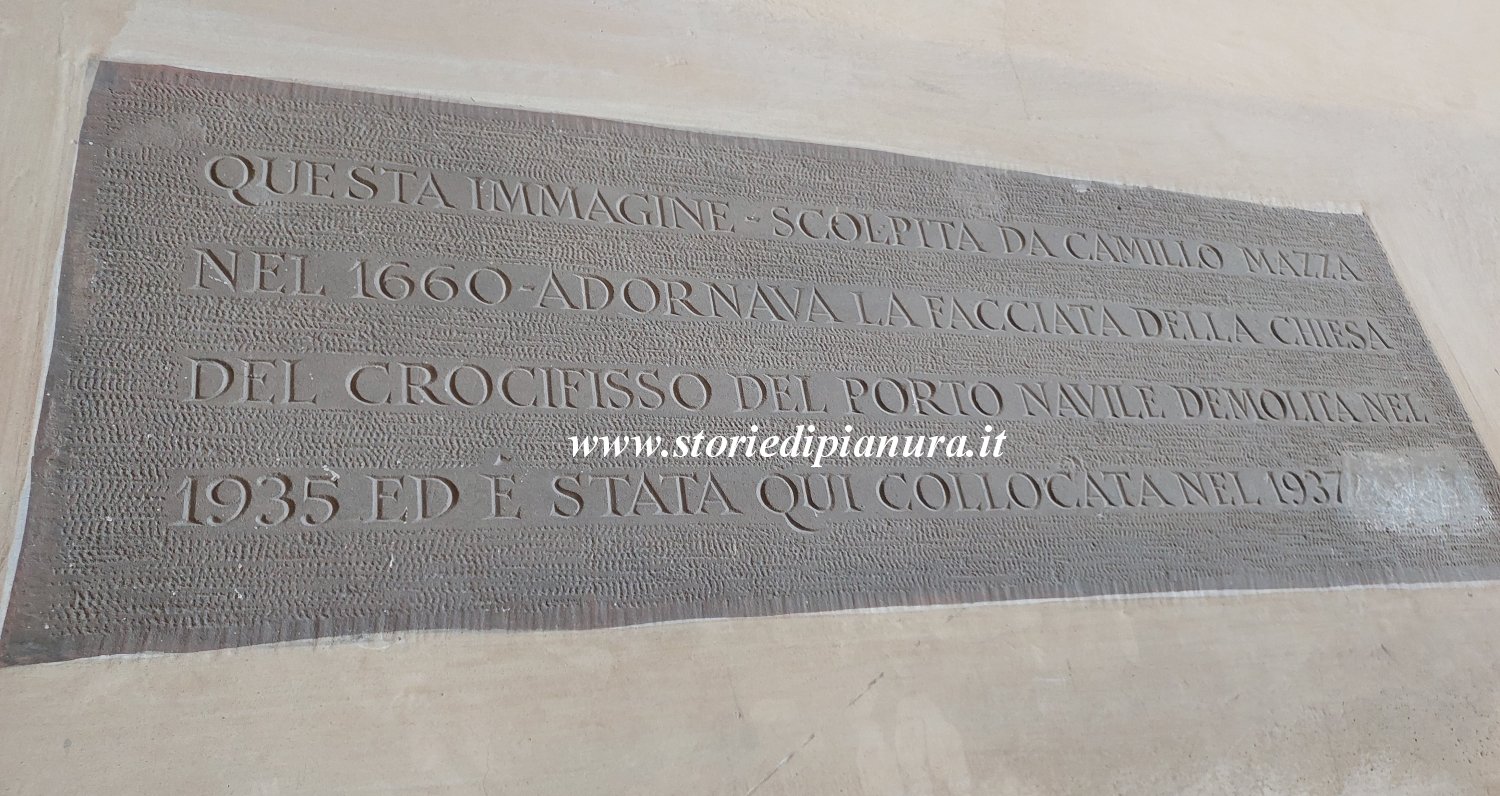 QUESTA IMMAGINE - SCOLPITA DA CAMILLO MAZZA
NEL 1660 - ADORNAVA LA FACCIATA DELLA CHIESA
DEL CROCIFISSO DEL PORTO NAVILE DEMOLITA NEL
www.storiedipianura.it
1935 ED È STATA QUI COLLOCATA NEL 1937